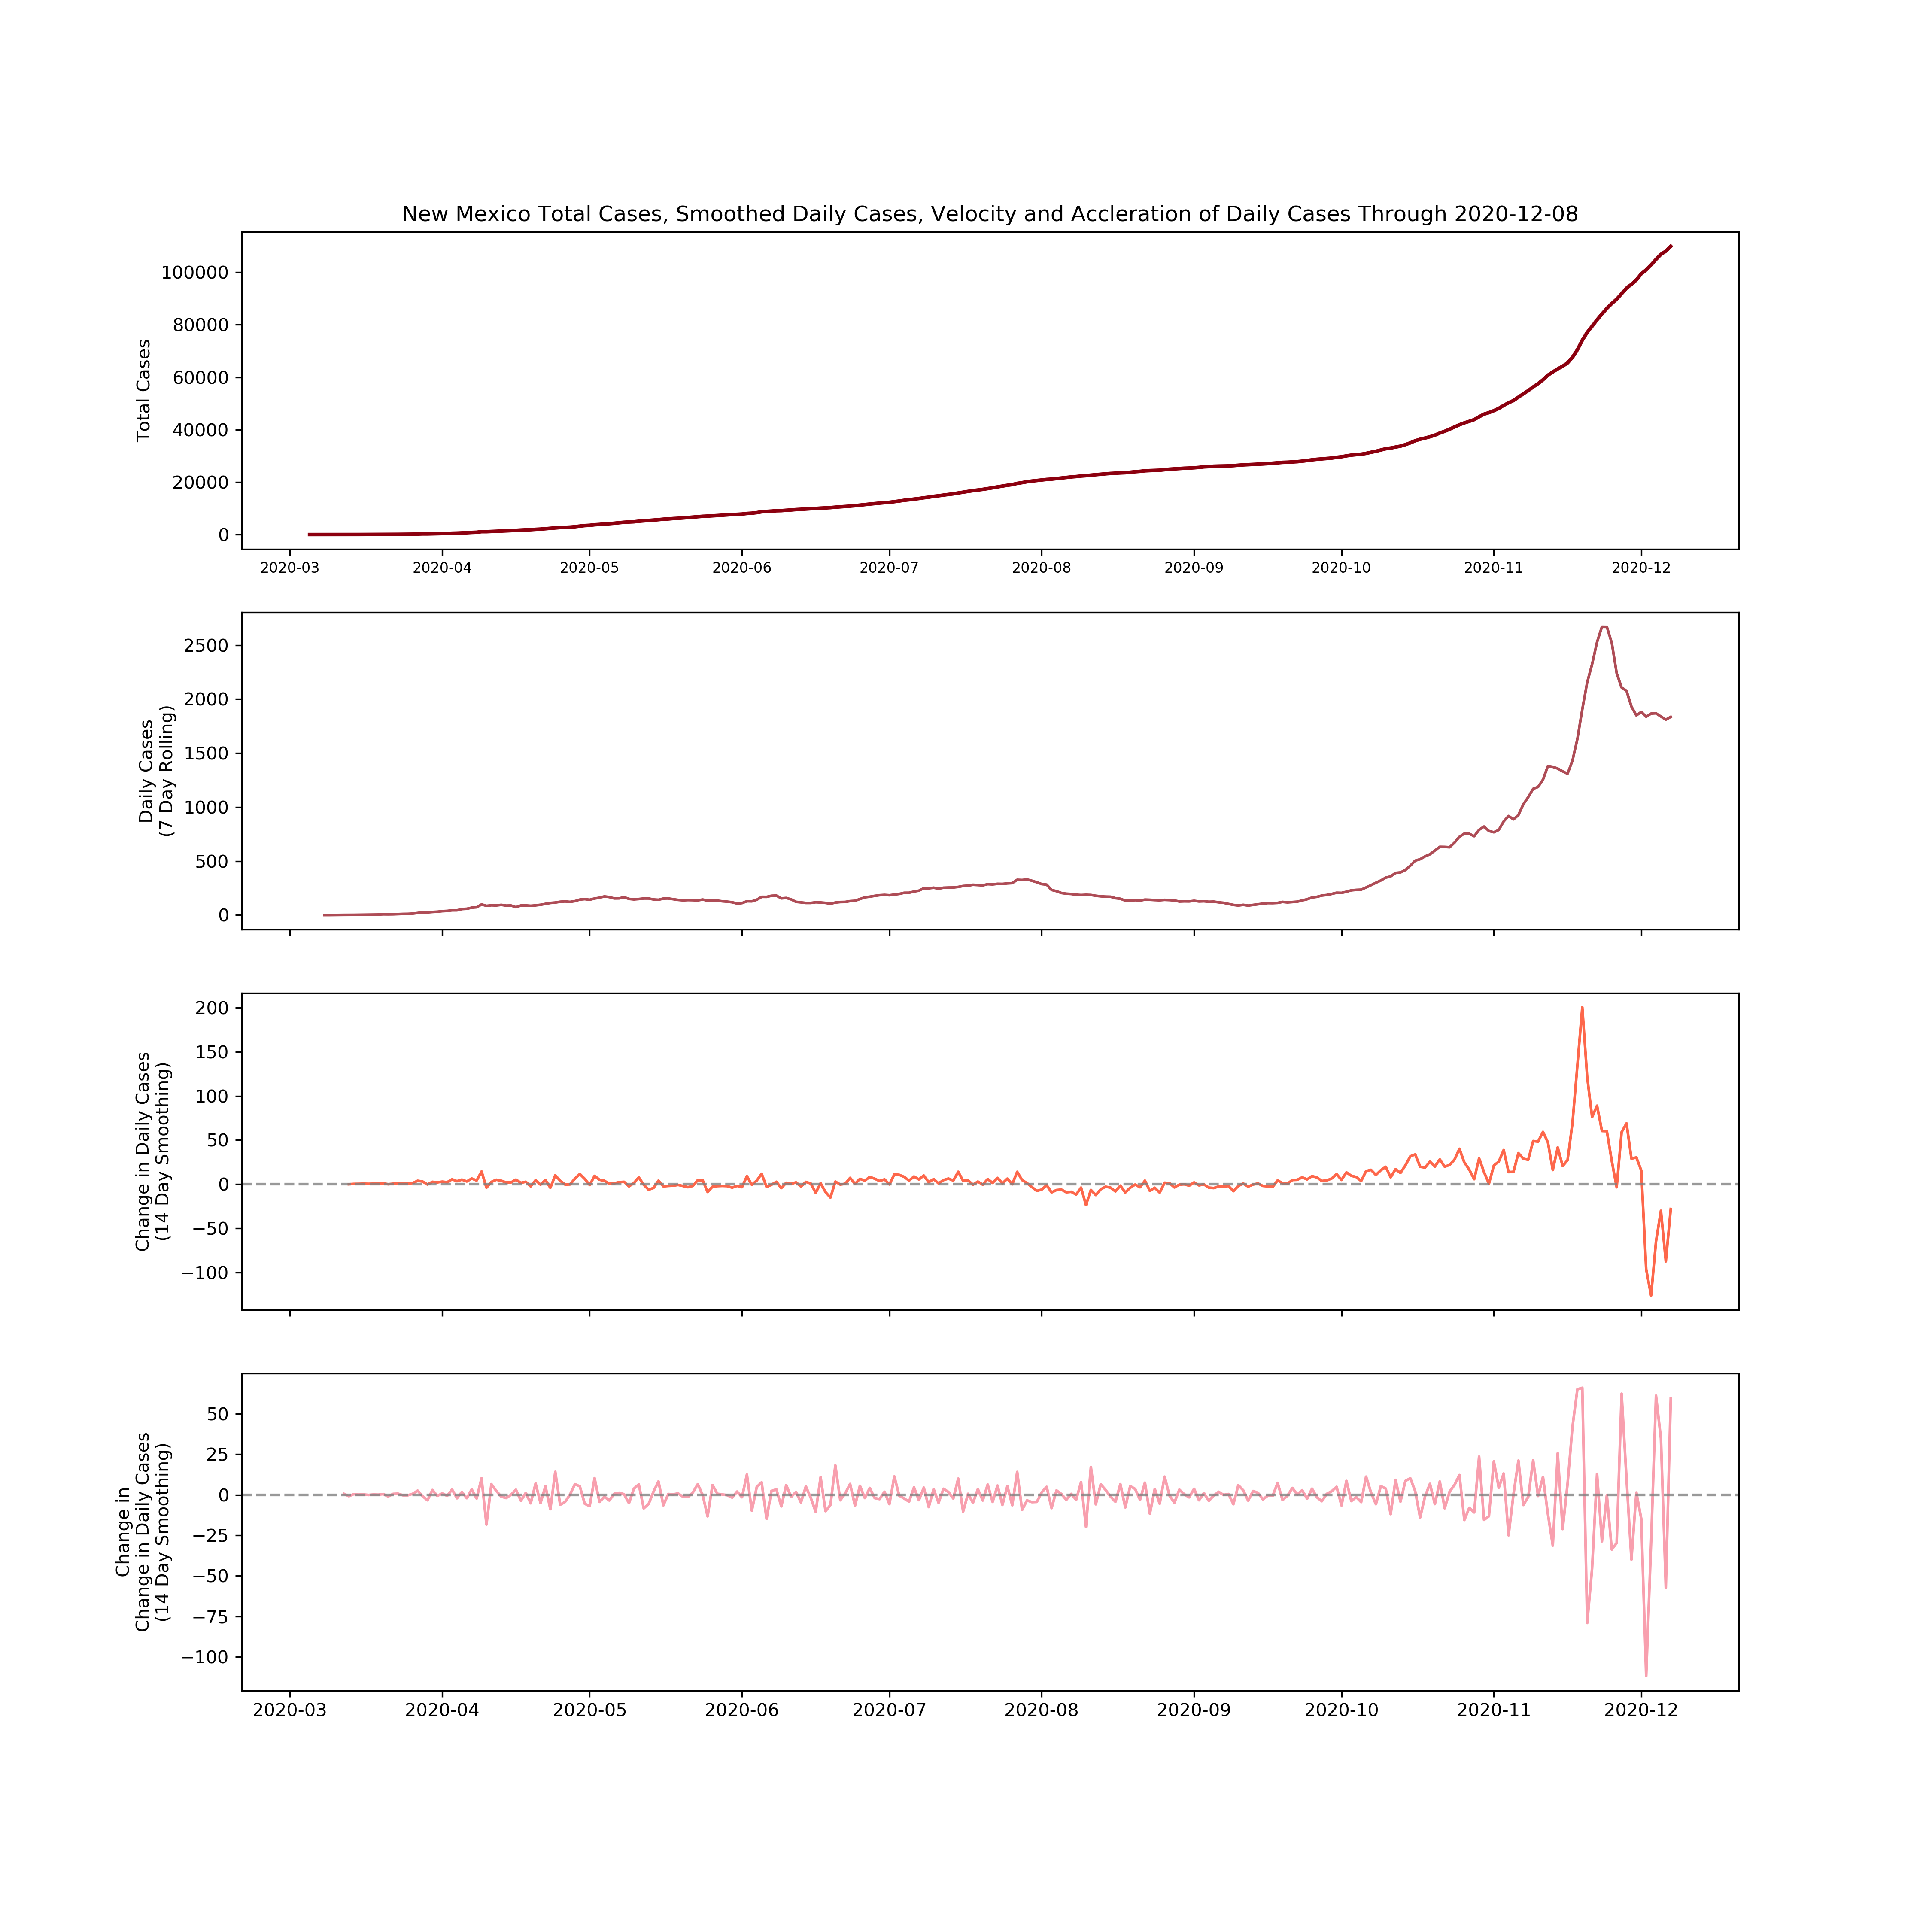 New Mexico Total Cases, Smoothed Daily Cases, Velocity and Accleration of Daily Cases Through 2020-12-08
Total Cases
100000
80000
60000
40000
20000
0
2020-03 2020-04 2020-05 2020-06 2020-07 2020-08 2020-09 2020-10 2020-11 2020-12
Daily Cases
(7 Day Rolling)
2500
2000
1500
1000
500
0
Change in Daily Cases
(14 Day Smoothing)
200
150
100
50
0
−50
−100
Change in
Change in Daily Cases
(14 Day Smoothing)
50
25
0
−25
−50
−75
−100
2020-03 2020-04 2020-05 2020-06 2020-07 2020-08 2020-09 2020-10 2020-11 2020-12